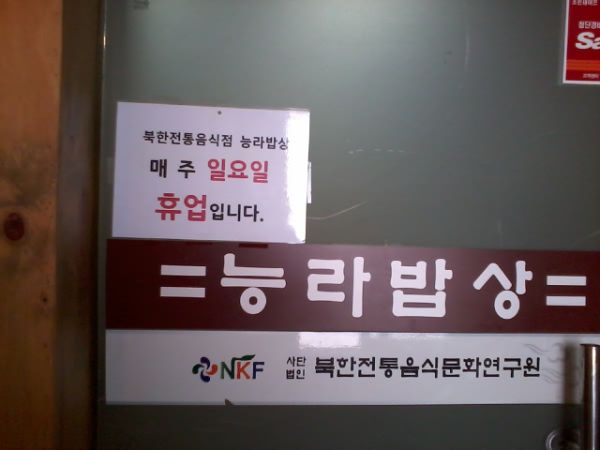 북한전통음식점 능라밥상
매 주 일요일
휴업입니다.
=능라밥상=
NKF 사단법인 북한전통음식문화연구원